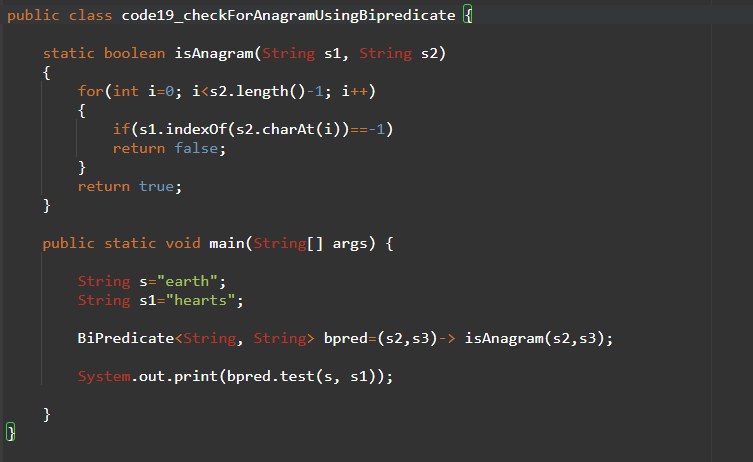 public class code19_checkForAnagramUsingBipredicate {
static boolean isAnagram(String s1, String s2)
{
for(int i=0; i<s2.length()-1; i++)
{
if(s1.indexOf(s2.charAt(i))==-1)
return false;
}
return true;
}
public static void main(String[] args) {
String s="earth";
String s1="hearts";
BiPredicate<String, String> bpred=(s2,s3)-> isAnagram(s2,s3);
System.out.print(bpred.test(s, s1));
}
}